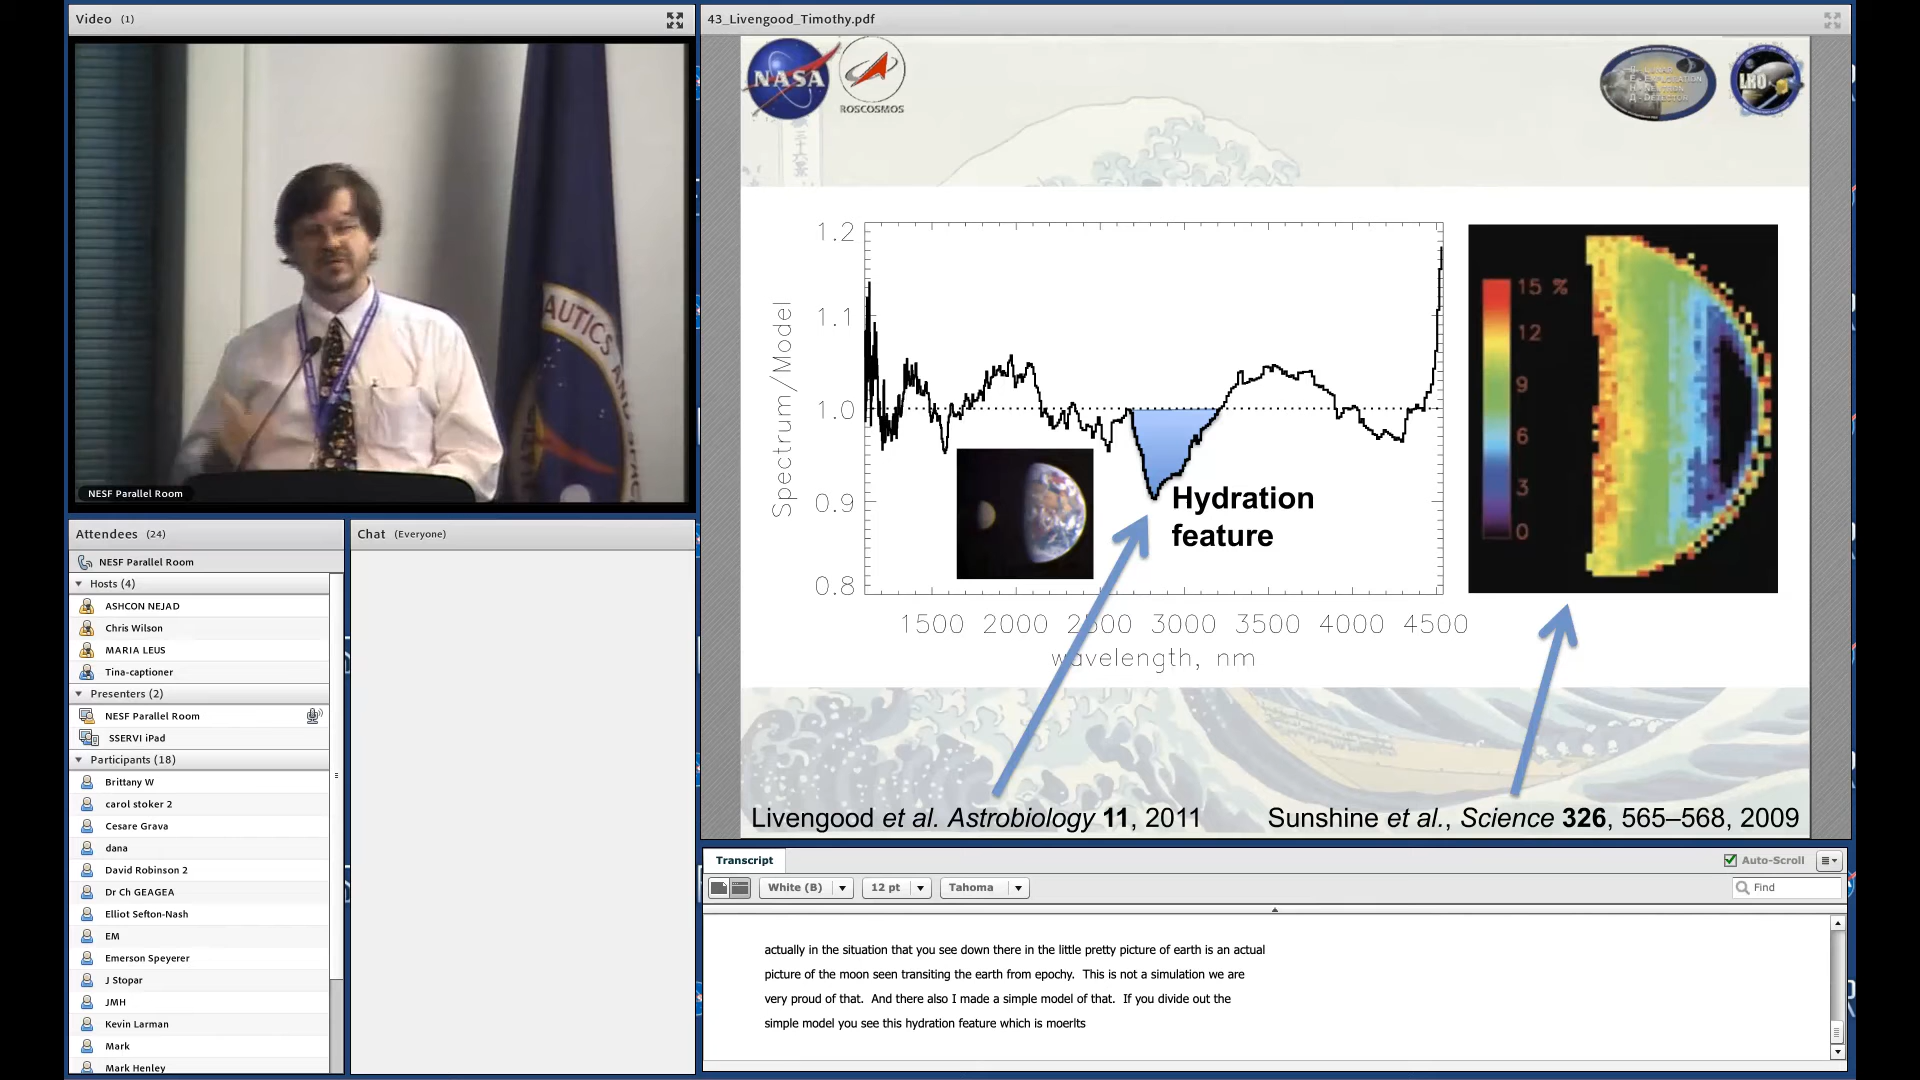 Video (1)
AUTICS AND
NESF Parallel Room
Attendees (24)
NESF Parallel Room
Hosts (4)
ASHCON NEJAD
Chris Wilson
MARIA LEUS
Tina-captioner
Presenters (2)
NESF Parallel Room
SSERVI iPad
Participants (18)
Brittany W
carol stoker 2
Cesare Grava
dana
David Robinson 2
Dr Ch GEAGEA
Elliot Sefton-Nash
EM
Emerson Speyerer
J Stopar
JMH
Kevin Larman
Mark
Mark Henley
Chat (Everyone)
43_Livengood_Timothy.pdf
NASA
ROSCOSMOS
LRO
1.2
1.1
1.0
0.9
0.8
Spectrum/Model
1500 2000 2500 3000 3500 4000 4500
wavelength, nm
Hydration
feature
15 %
12
9
6
3
0
Livengood et al. Astrobiology 11, 2011
Sunshine et al., Science 326, 565–568, 2009
Transcript
Auto-Scroll
White (B)
12 pt
Tahoma
Find
actually in the situation that you see down there in the little pretty picture of earth is an actual
picture of the moon seen transiting the earth from epochy.  This is not a simulation we are
very proud of that.  And there also I made a simple model of that.  If you divide out the
simple model you see this hydration feature which is moerlts